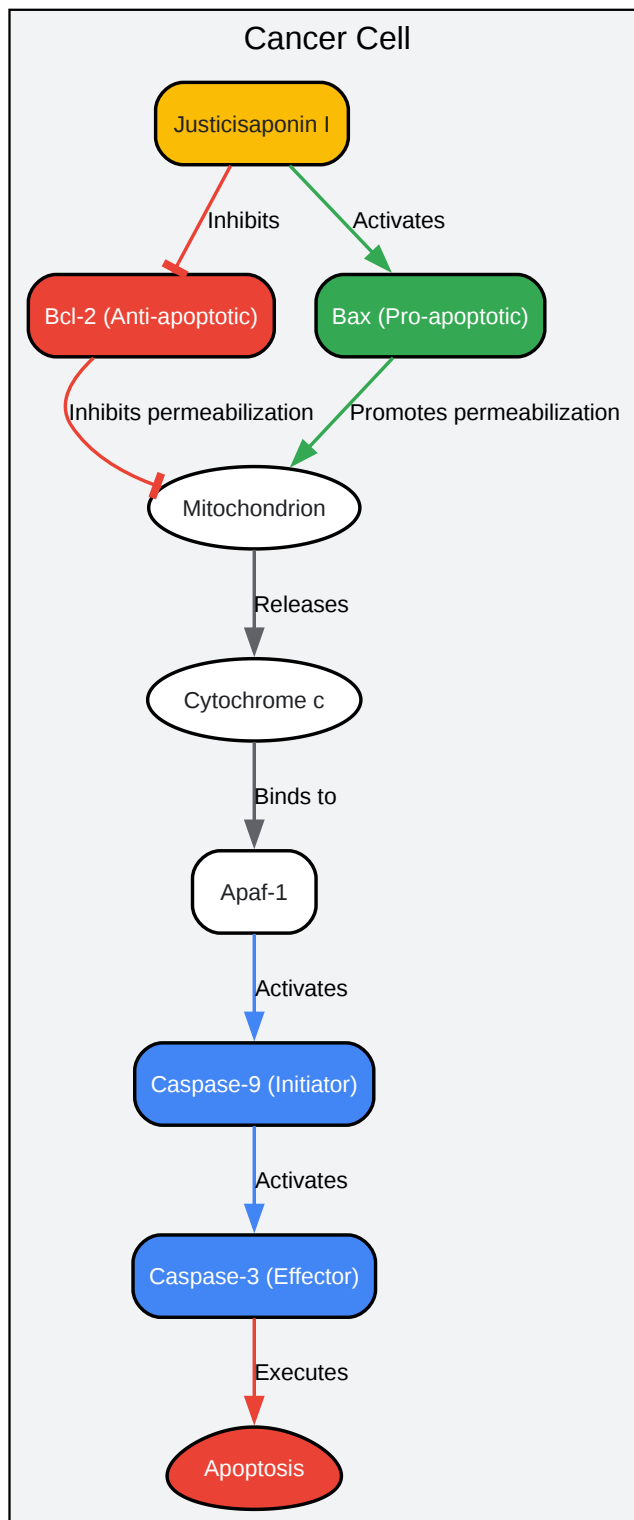 Cancer Cell
Justicisaponin I
Inhibits
Activates
Bcl-2 (Anti-apoptotic)
Bax (Pro-apoptotic)
Inhibits permeabilization
Promotes permeabilization
Mitochondrion
Releases
Cytochrome c
Binds to
Apaf-1
Activates
Caspase-9 (Initiator)
Activates
Caspase-3 (Effector)
Executes
Apoptosis